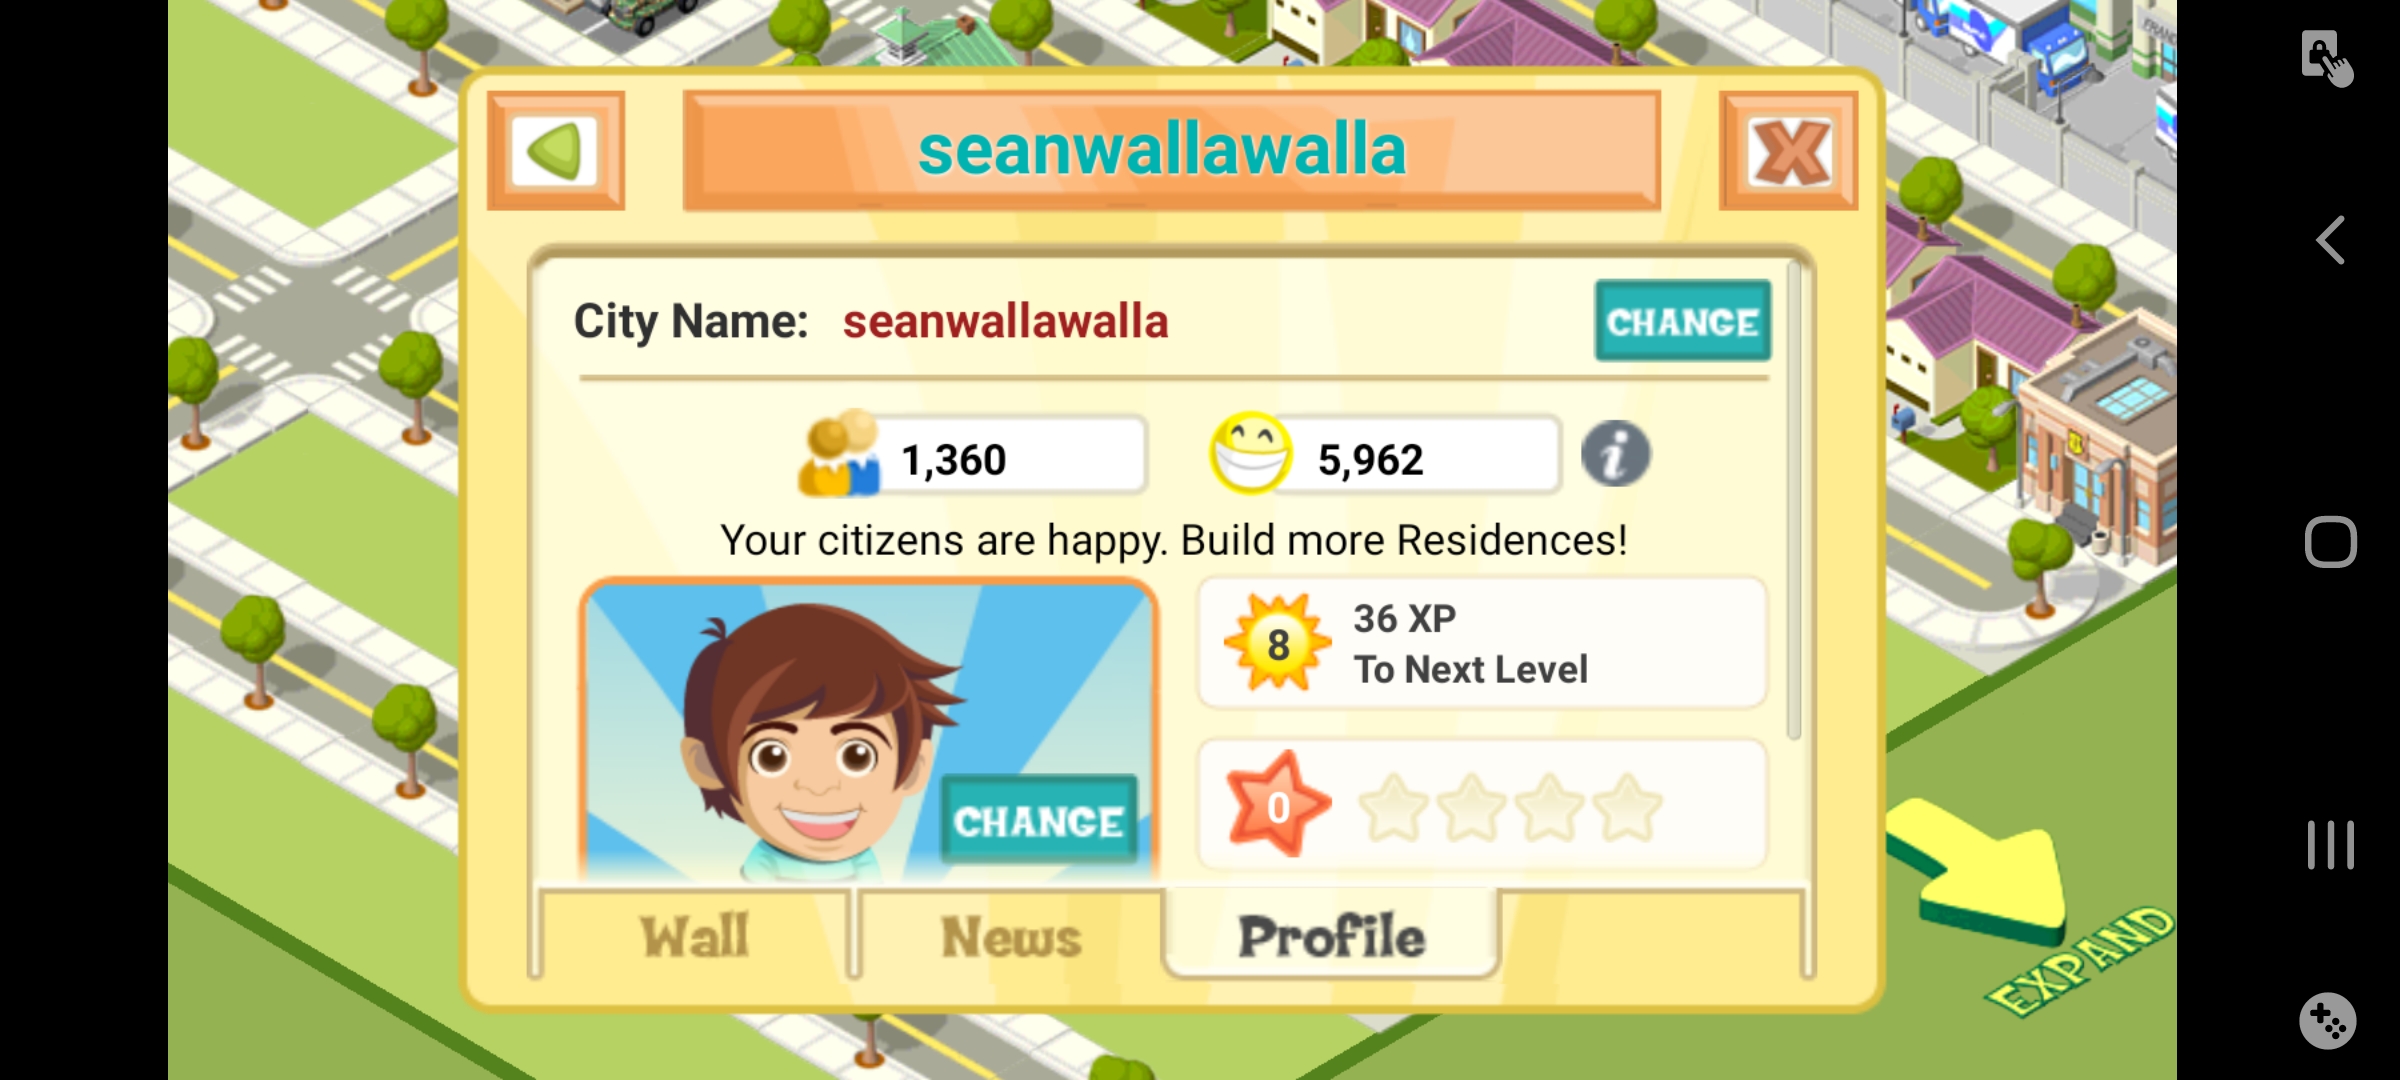 seanwallawalla
City Name: seanwallawalla
CHANGE
1,360
5,962
i
Your citizens are happy. Build more Residences!
8
36 XP
To Next Level
CHANGE
0
Wall
News
Profile
EXPAND